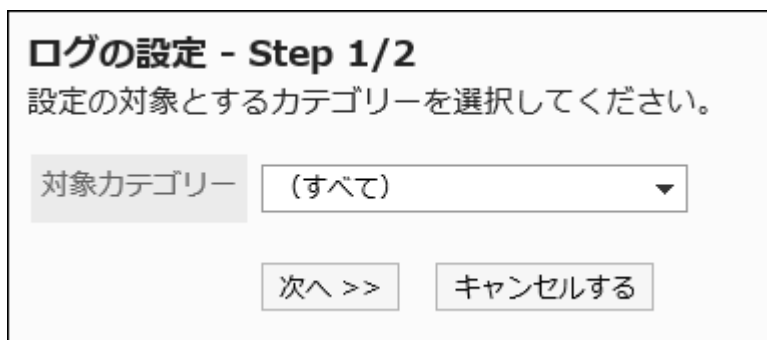 ログの設定 - Step 1/2
設定の対象とするカテゴリーを選択してください。
対象カテゴリー （すべて）
次へ >> キャンセルする